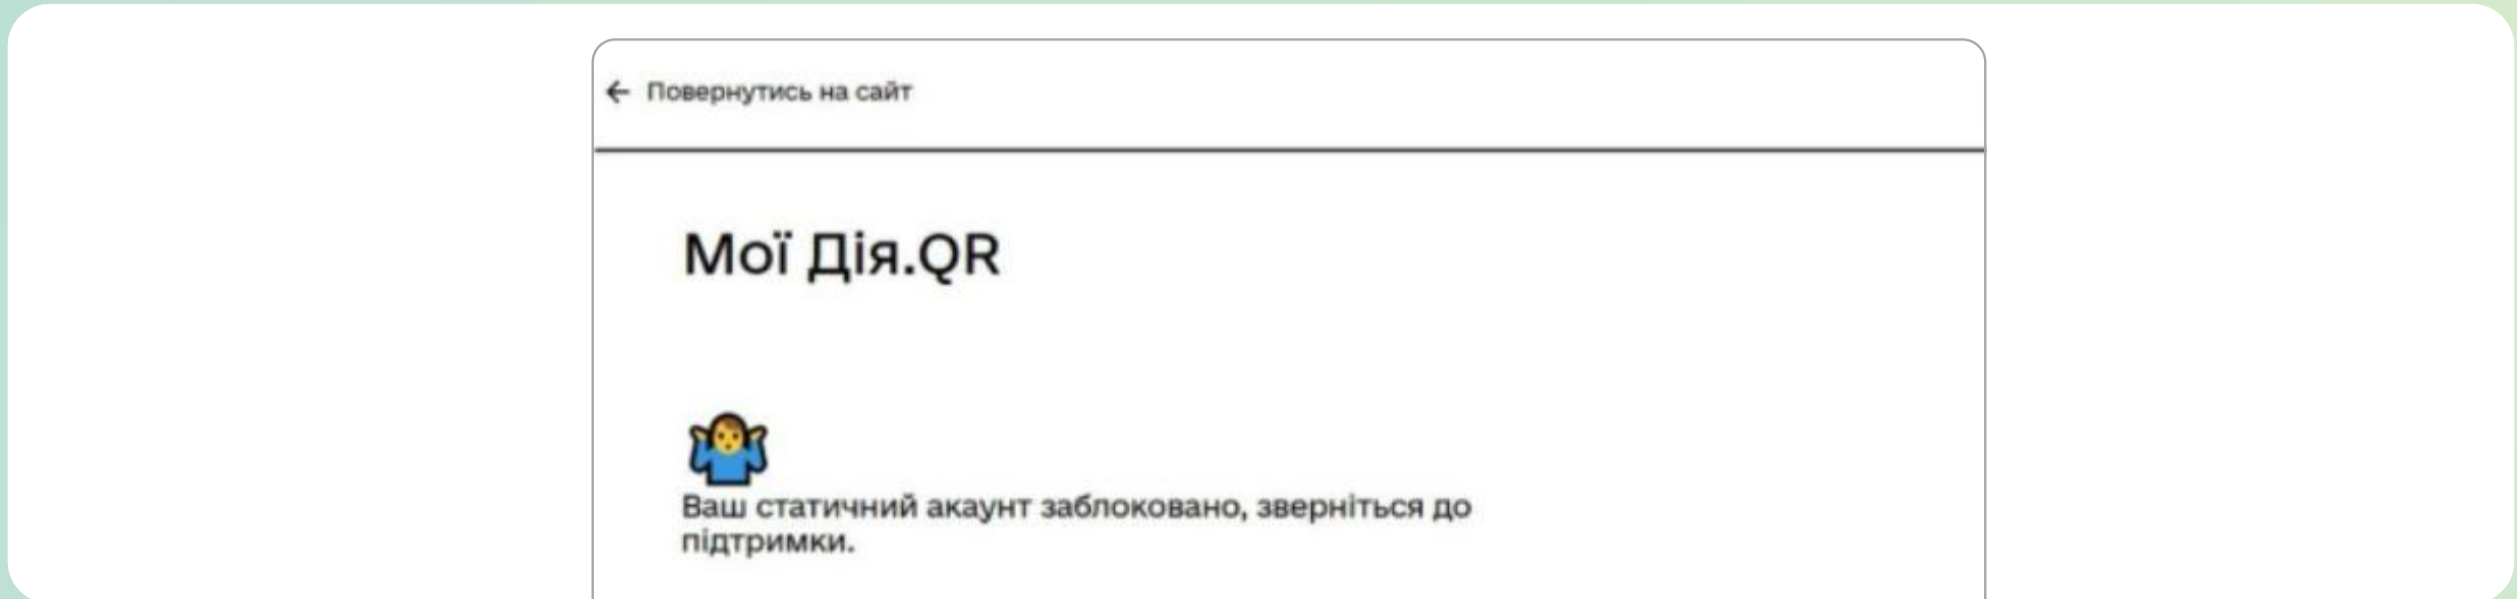 ← Повернутись на сайт
Мої Дія.QR
Ваш статичний акаунт заблоковано, зверніться до
підтримки.